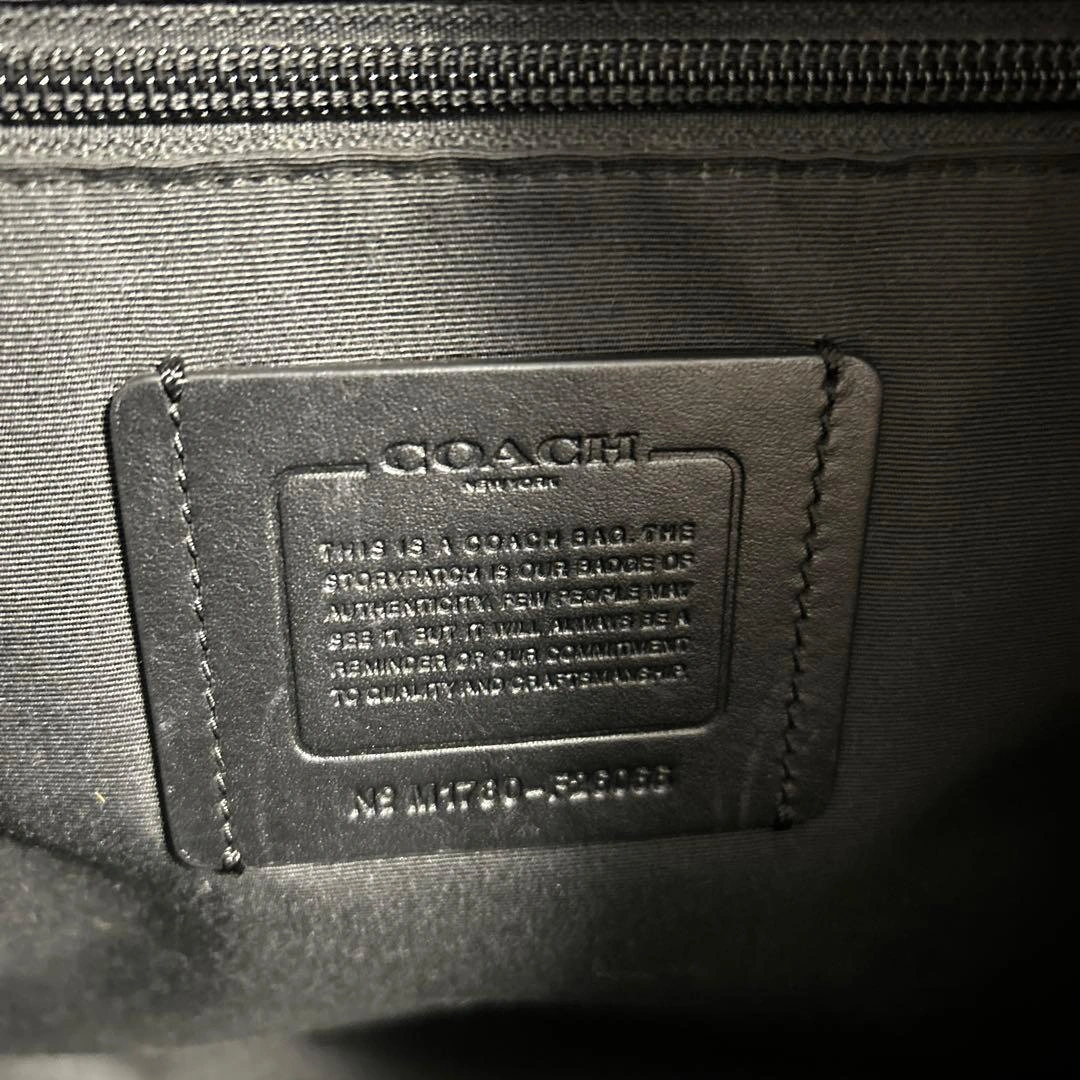 COACH
NEW YORK
THIS IS A COACH BAG. THE
STORYPATCH IS OUR BADGE OF
AUTHENTICITY. FEW PEOPLE MAY
SEE IT, BUT IT WILL ALWAYS BE A
REMINDER OF OUR COMMITMENT
TO QUALITY AND CRAFTSMANSHIP.
Nº M1780-F26066